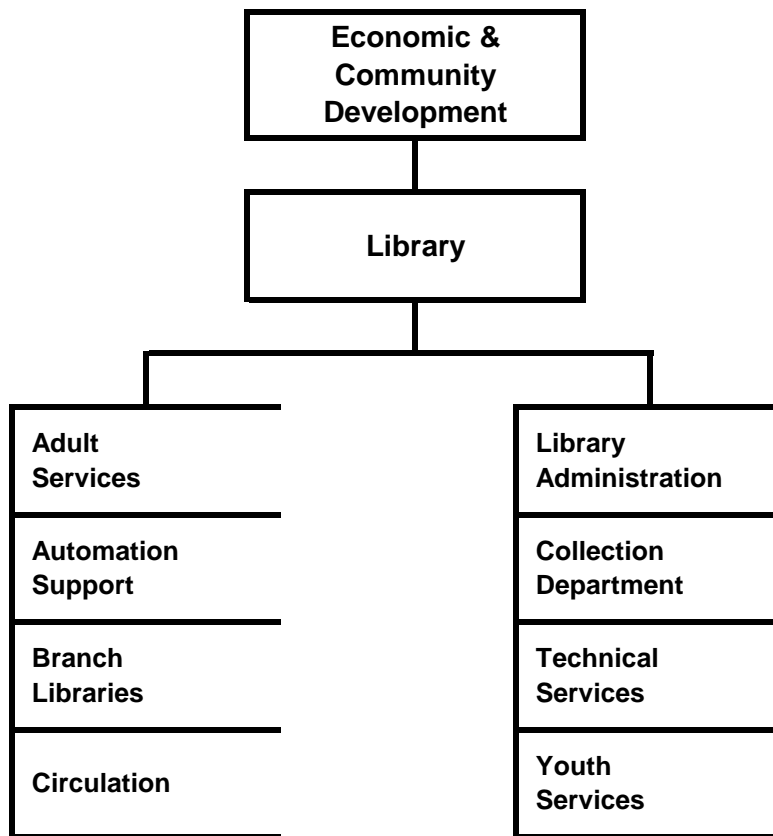 Economic &
Community
Development
Library
Adult
Services
Automation
Support
Branch
Libraries
Circulation
Library
Administration
Collection
Department
Technical
Services
Youth
Services